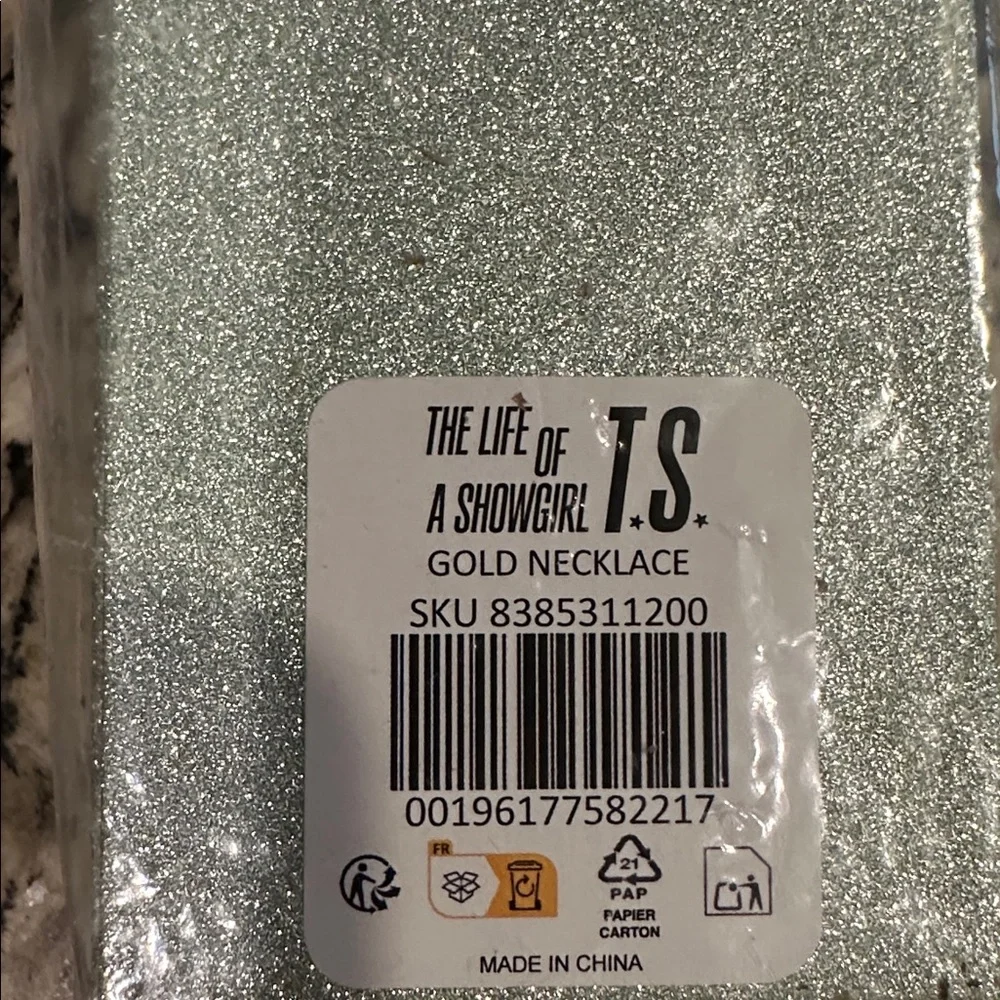 THE LIFE OF
A SHOWGIRL T.S.
GOLD NECKLACE
SKU 8385311200
00196177582217
FR
21
PAP
PAPIER
CARTON
MADE IN CHINA